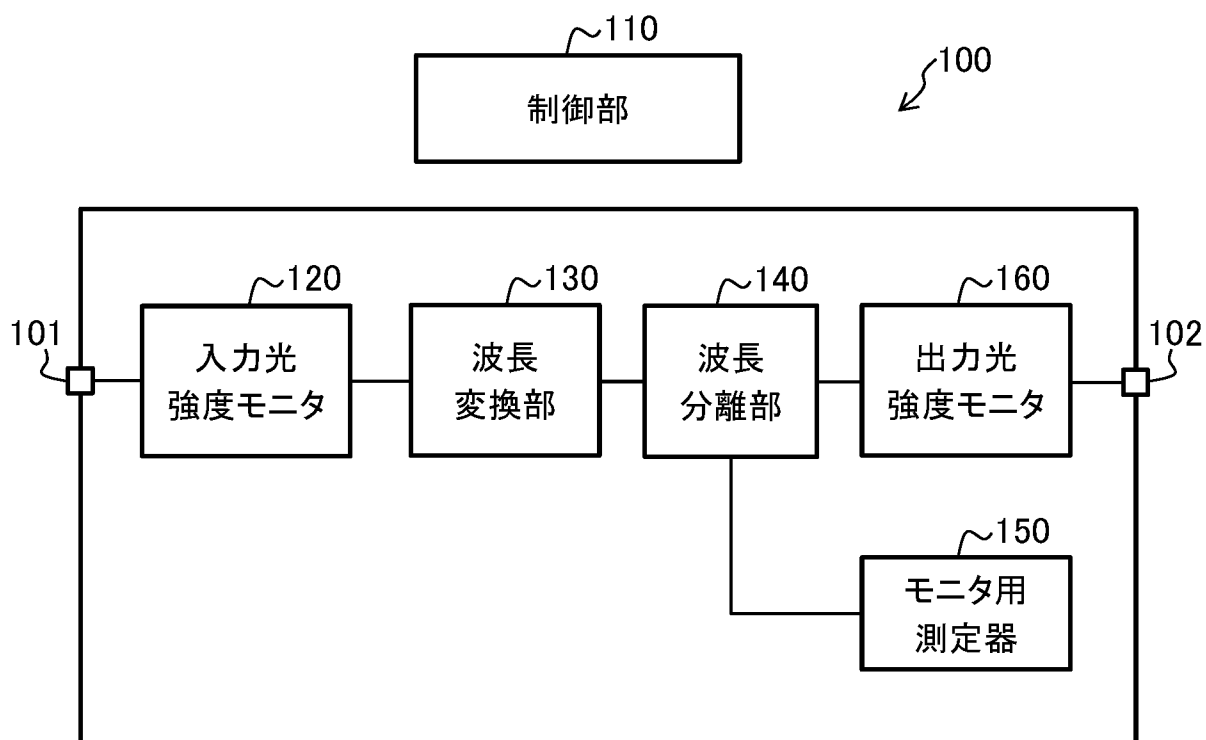 110
制御部
100
120
130
140
160
101
102
入力光
強度モニタ
波長
変換部
波長
分離部
出力光
強度モニタ
150
モニタ用
測定器